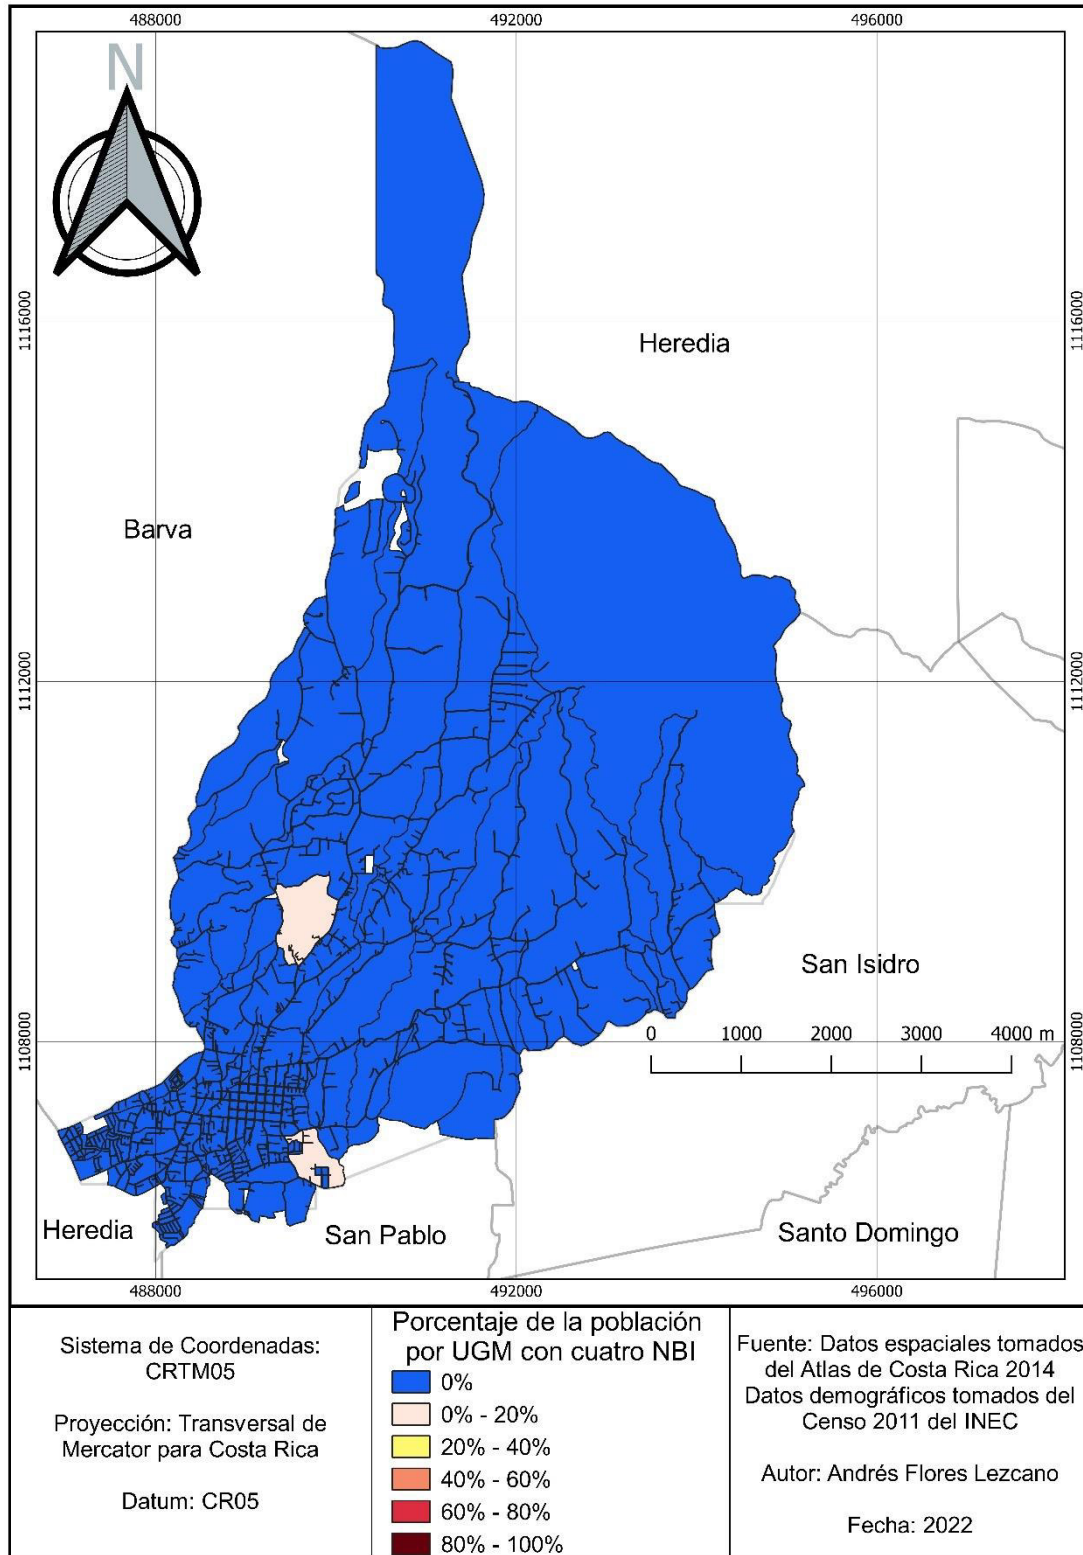 488000
492000
496000
N
1116000
1116000
Heredia
Barva
1112000
1112000
San Isidro
0
1000
2000
3000
4000 m
1108000
1108000
Heredia
San Pablo
Santo Domingo
488000
492000
496000
Sistema de Coordenadas:
CRTM05
Proyección: Transversal de
Mercator para Costa Rica
Datum: CR05
Porcentaje de la población
por UGM con cuatro NBI
0%
0% - 20%
20% - 40%
40% - 60%
60% - 80%
80% - 100%
Fuente: Datos espaciales tomados
del Atlas de Costa Rica 2014
Datos demográficos tomados del
Censo 2011 del INEC
Autor: Andrés Flores Lezcano
Fecha: 2022